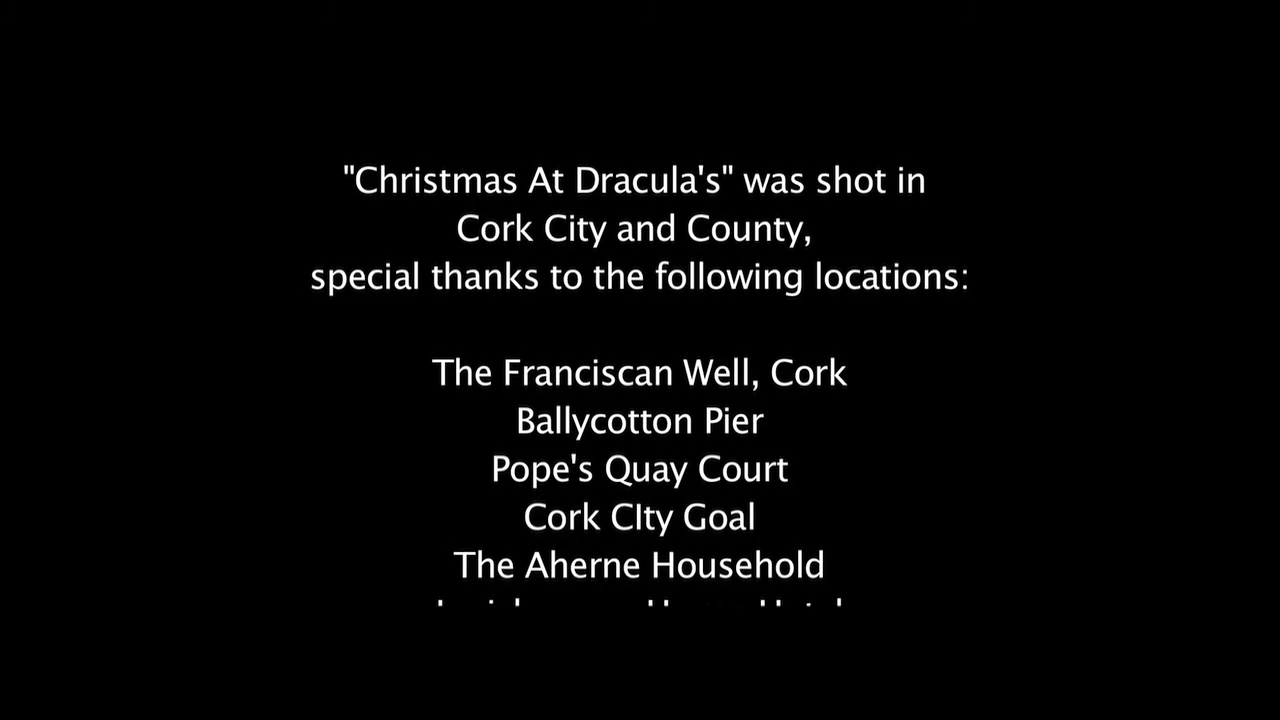 "Christmas At Dracula's" was shot in
Cork City and County,
special thanks to the following locations:
The Franciscan Well, Cork
Ballycotton Pier
Pope's Quay Court
Cork CIty Goal
The Aherne Household